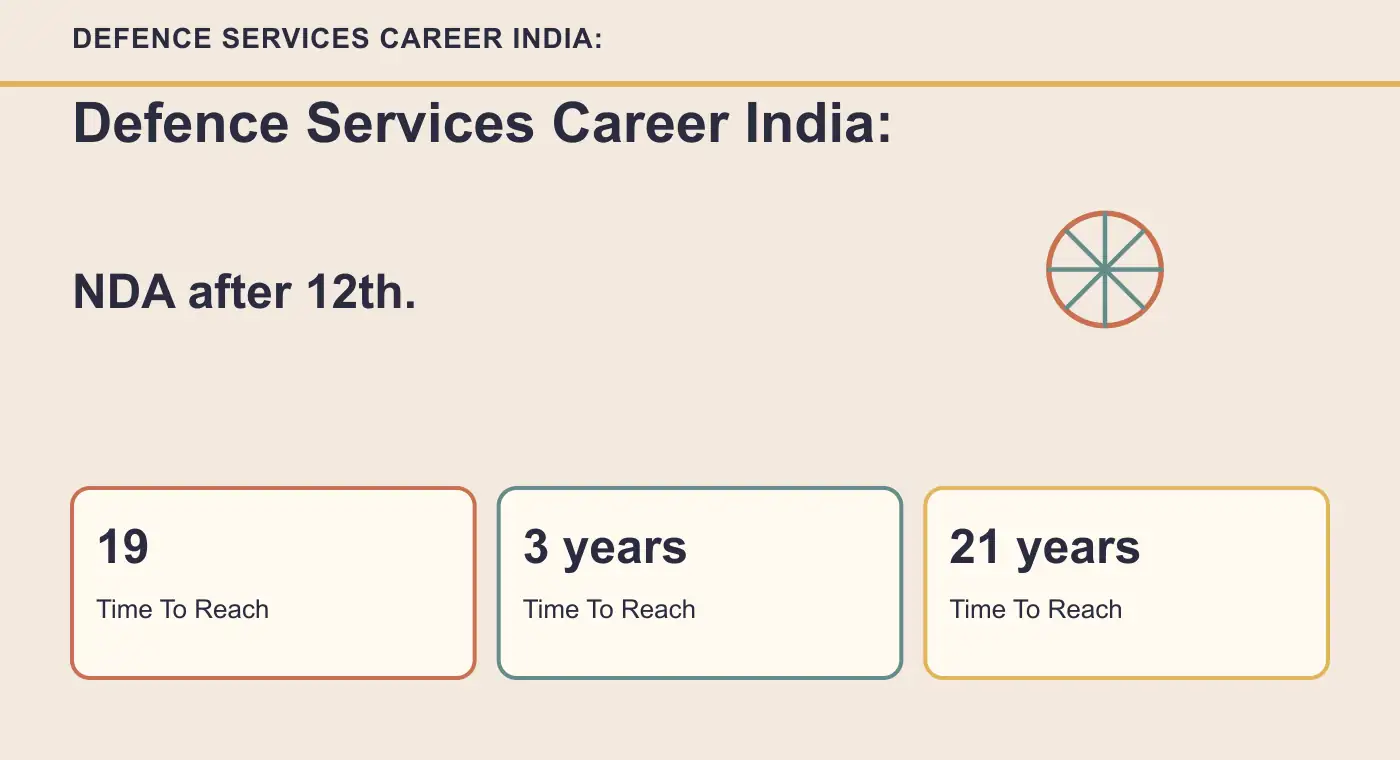 DEFENCE SERVICES CAREER INDIA:
Defence Services Career India:
NDA after 12th.
19
Time To Reach
3 years
Time To Reach
21 years
Time To Reach